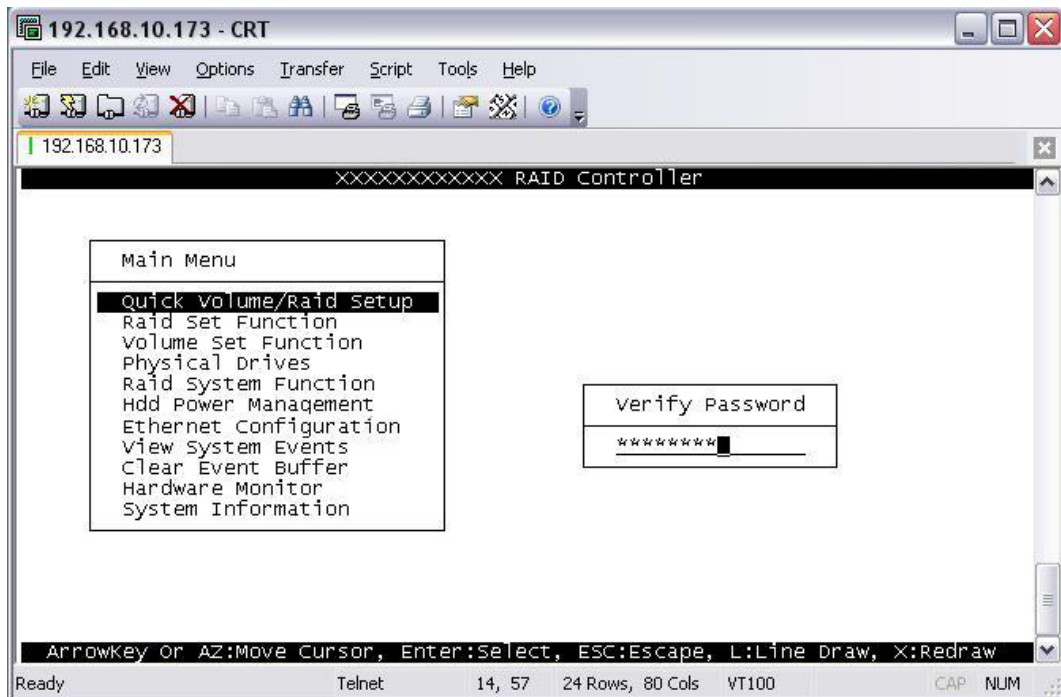 192.168.10.173 - CRT
File Edit View Options Transfer Script Tools Help
192.168.10.173
XXXXXXXXXXXX RAID Controller
Main Menu
Quick Volume/Raid Setup
Raid Set Function
Volume Set Function
Physical Drives
Raid System Function
Hdd Power Management
Ethernet Configuration
View System Events
Clear Event Buffer
Hardware Monitor
System Information
Verify Password
********
ArrowKey Or AZ:Move Cursor, Enter:Select, ESC:Escape, L:Line Draw, X:Redraw
Ready Telnet 14, 57 24 Rows, 80 Cols VT100 CAP NUM